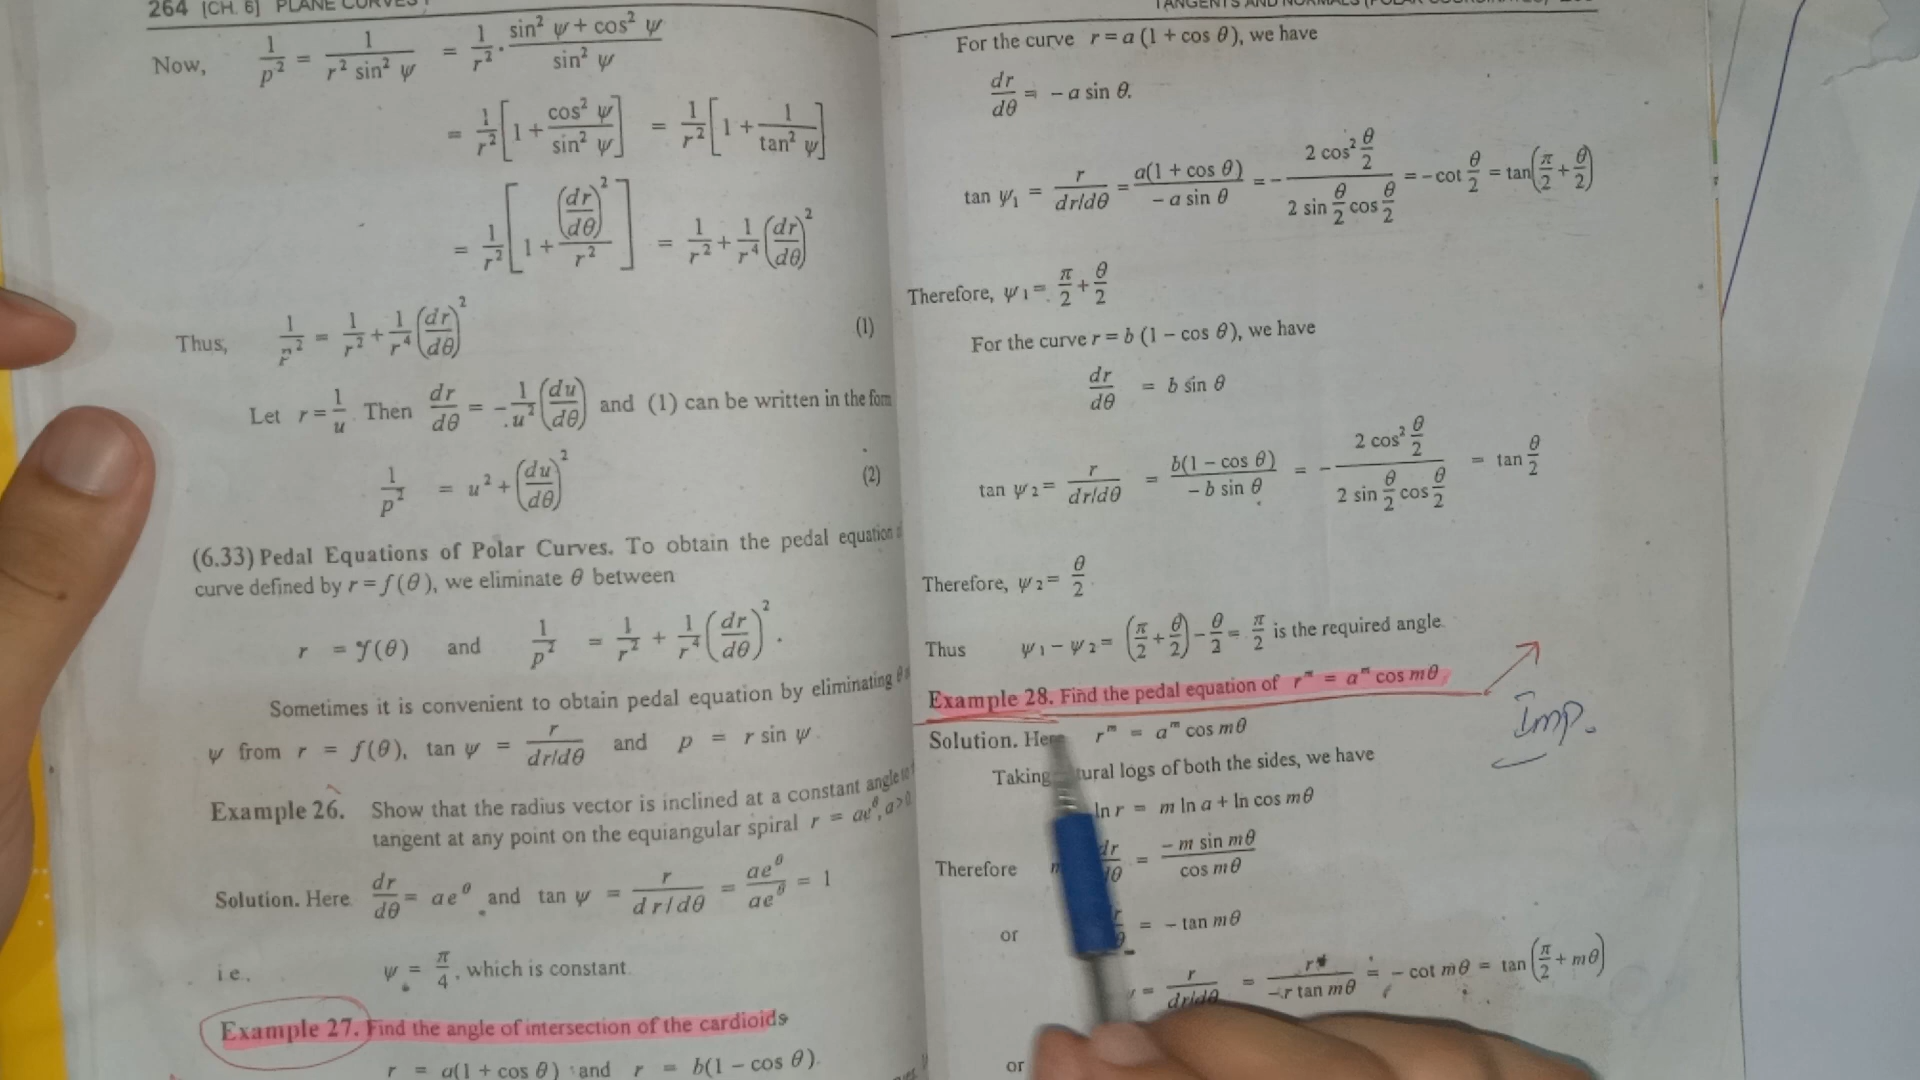 264 [CH. 6] PLANE CURVES I
Now, 1/p² = 1/(r² sin² ψ) = 1/r² · (sin² ψ + cos² ψ)/(sin² ψ)
= 1/r² [1 + cos² ψ/sin² ψ] = 1/r² [1 + 1/tan² ψ]
= 1/r² [1 + (dr/dθ)²/r²] = 1/r² + 1/r⁴ (dr/dθ)²
Thus, 1/p² = 1/r² + 1/r⁴ (dr/dθ)² (1)
Let r = 1/u. Then dr/dθ = - 1/u² (du/dθ) and (1) can be written in the form
1/p² = u² + (du/dθ)² (2)
(6.33) Pedal Equations of Polar Curves. To obtain the pedal equation
curve defined by r = f(θ), we eliminate θ between
r = f(θ) and 1/p² = 1/r² + 1/r⁴ (dr/dθ)².
Sometimes it is convenient to obtain pedal equation by eliminating θ
ψ from r = f(θ), tan ψ = r/(dr/dθ) and p = r sin ψ.
Example 26. Show that the radius vector is inclined at a constant angle to
tangent at any point on the equiangular spiral r = ae^θ, a > 0
Solution. Here dr/dθ = ae^θ and tan ψ = r/(dr/dθ) = ae^θ/ae^θ = 1
i e., ψ = π/4, which is constant.
Example 27. Find the angle of intersection of the cardioids
r = a(1 + cos θ) and r = b(1 − cos θ).
TANGENTS AND NORMALS (POLAR COORDINATES)
For the curve r = a (1 + cos θ), we have
dr/dθ = - a sin θ.
tan ψ₁ = r/(dr/dθ) = a(1 + cos θ)/(- a sin θ) = - (2 cos² θ/2)/(2 sin θ/2 cos θ/2) = - cot θ/2 = tan(π/2 + θ/2)
Therefore, ψ₁ = π/2 + θ/2
For the curve r = b (1 − cos θ), we have
dr/dθ = b sin θ
tan ψ₂ = r/(dr/dθ) = b(1 − cos θ)/(- b sin θ) = - (2 cos² θ/2)/(2 sin θ/2 cos θ/2) = tan θ/2
Therefore, ψ₂ = θ/2.
Thus ψ₁ − ψ₂ = (π/2 + θ/2) − θ/2 = π/2 is the required angle.
Example 28. Find the pedal equation of r^m = a^m cos mθ
Imp.
Solution. Here r^m = a^m cos mθ
Taking natural logs of both the sides, we have
ln r = m ln a + ln cos mθ
Therefore dr/dθ = (- m sin mθ)/(cos mθ)
or = - tan mθ
= r/(dr/dθ) = r/(- r tan mθ) = - cot mθ = tan (π/2 + mθ)
or